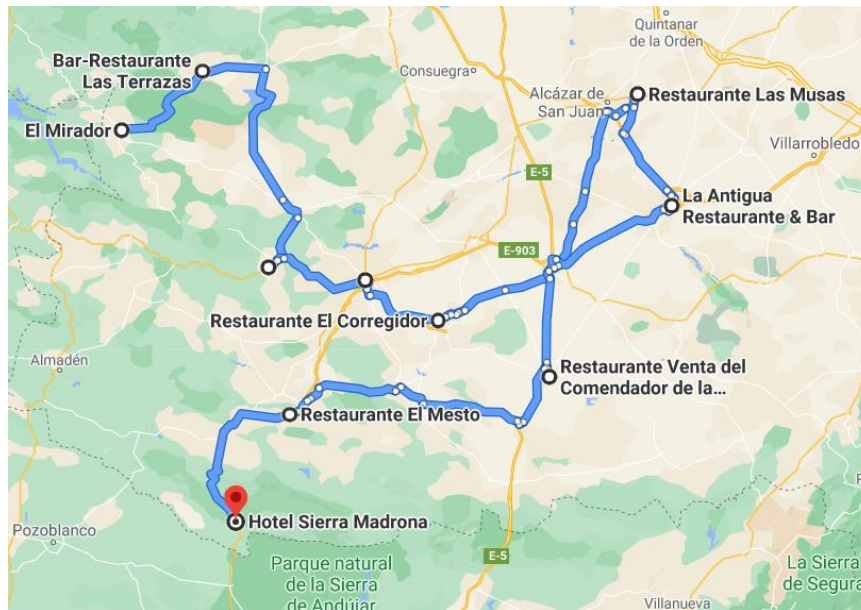 Quintanar
de la Orden
Bar-Restaurante
Las Terrazas
Consuegra
Alcázar de
San Juan
Restaurante Las Musas
El Mirador
Villarrobledo
E-5
La Antigua
Restaurante & Bar
E-903
Restaurante El Corregidor
Almadén
Restaurante Venta del
Comendador de la...
Restaurante El Mesto
Hotel Sierra Madrona
Pozoblanco
Parque natural
de la Sierra
de Andújar
E-5
La Sierra
de Segura
Villanueva